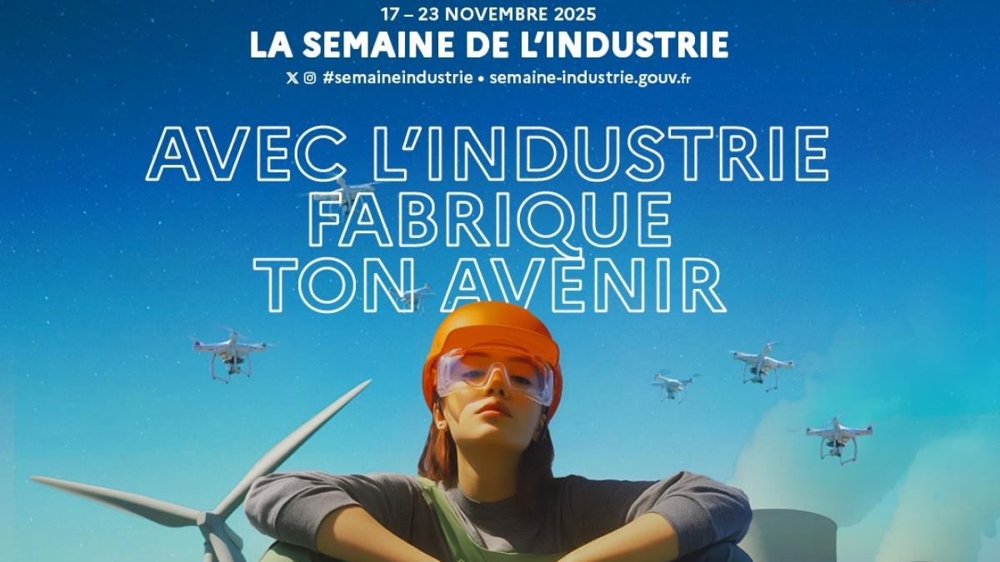 17 – 23 NOVEMBRE 2025
LA SEMAINE DE L’INDUSTRIE
#semaineindustrie • semaine-industrie.gouv.fr
AVEC L’INDUSTRIE
FABRIQUE
TON AVENIR